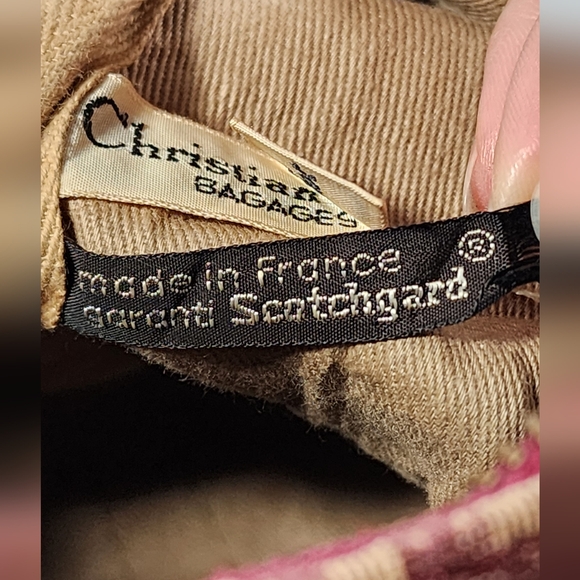 Christian
BAGAGES
made in France
garanti Scotchgard®